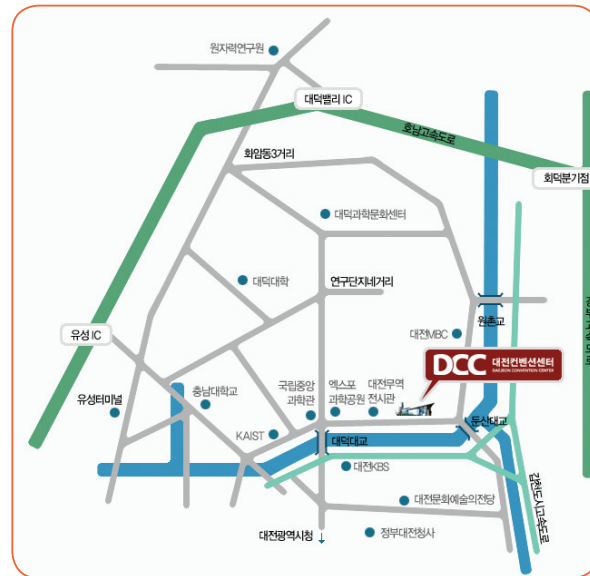 원자력연구원
대덕밸리 IC
호남고속도로
화암동3거리
회덕분기점
대덕과학문화센터
대덕대학
연구단지네거리
원촌교
대전MBC
유성 IC
DCC 대전컨벤션센터
DAEJEON CONVENTION CENTER
유성터미널
충남대학교
국립중앙
과학관
엑스포
과학공원
대전무역
전시관
둔산대교
KAIST
대덕대교
대전KBS
대전문화예술의전당
대전광역시청
정부대전청사